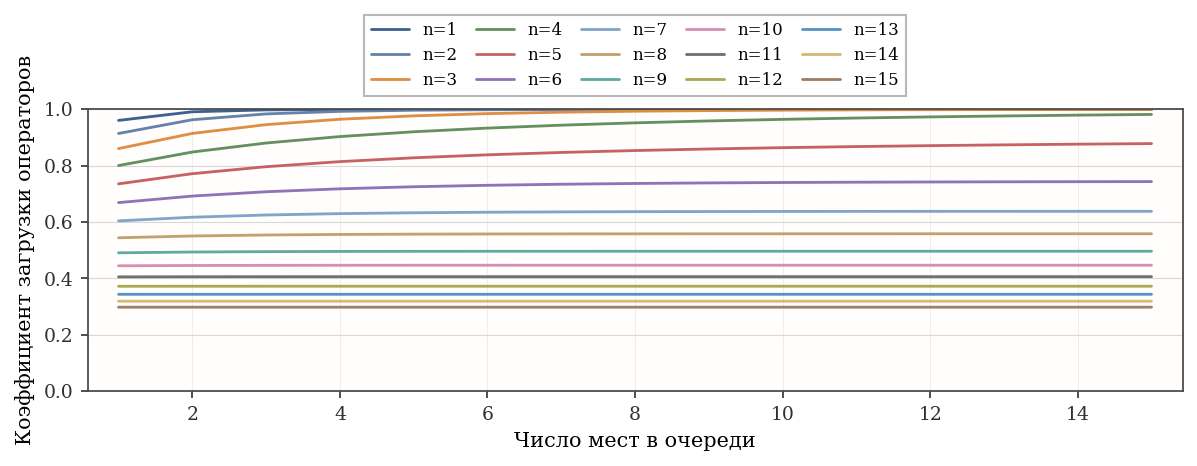 n=1 n=4 n=7 n=10 n=13
n=2 n=5 n=8 n=11 n=14
n=3 n=6 n=9 n=12 n=15
Коэффициент загрузки операторов
1.0
0.8
0.6
0.4
0.2
0.0
2 4 6 8 10 12 14
Число мест в очереди